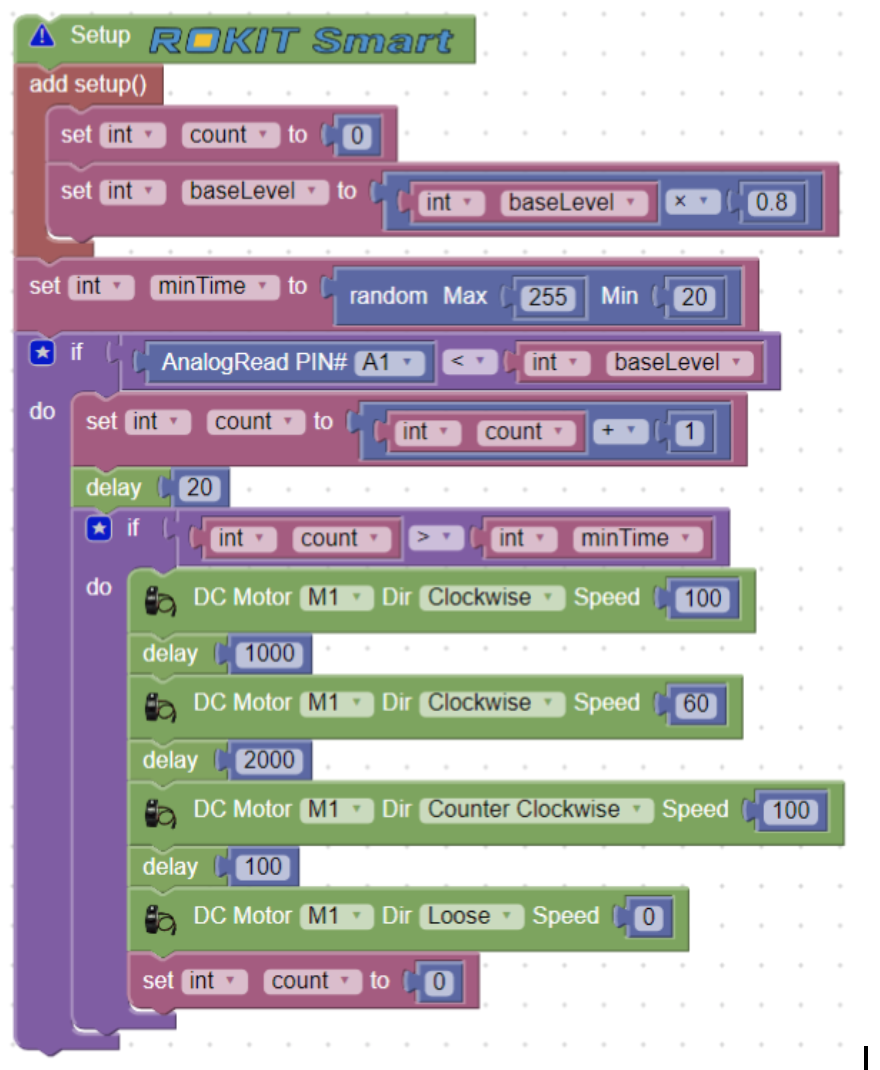 Setup ROKIT Smart
add setup()
set int count to 0
set int baseLevel to int baseLevel × 0.8
set int minTime to random Max 255 Min 20
if AnalogRead PIN# A1 < int baseLevel
do set int count to int count + 1
delay 20
if int count > int minTime
do DC Motor M1 Dir Clockwise Speed 100
delay 1000
DC Motor M1 Dir Clockwise Speed 60
delay 2000
DC Motor M1 Dir Counter Clockwise Speed 100
delay 100
DC Motor M1 Dir Loose Speed 0
set int count to 0